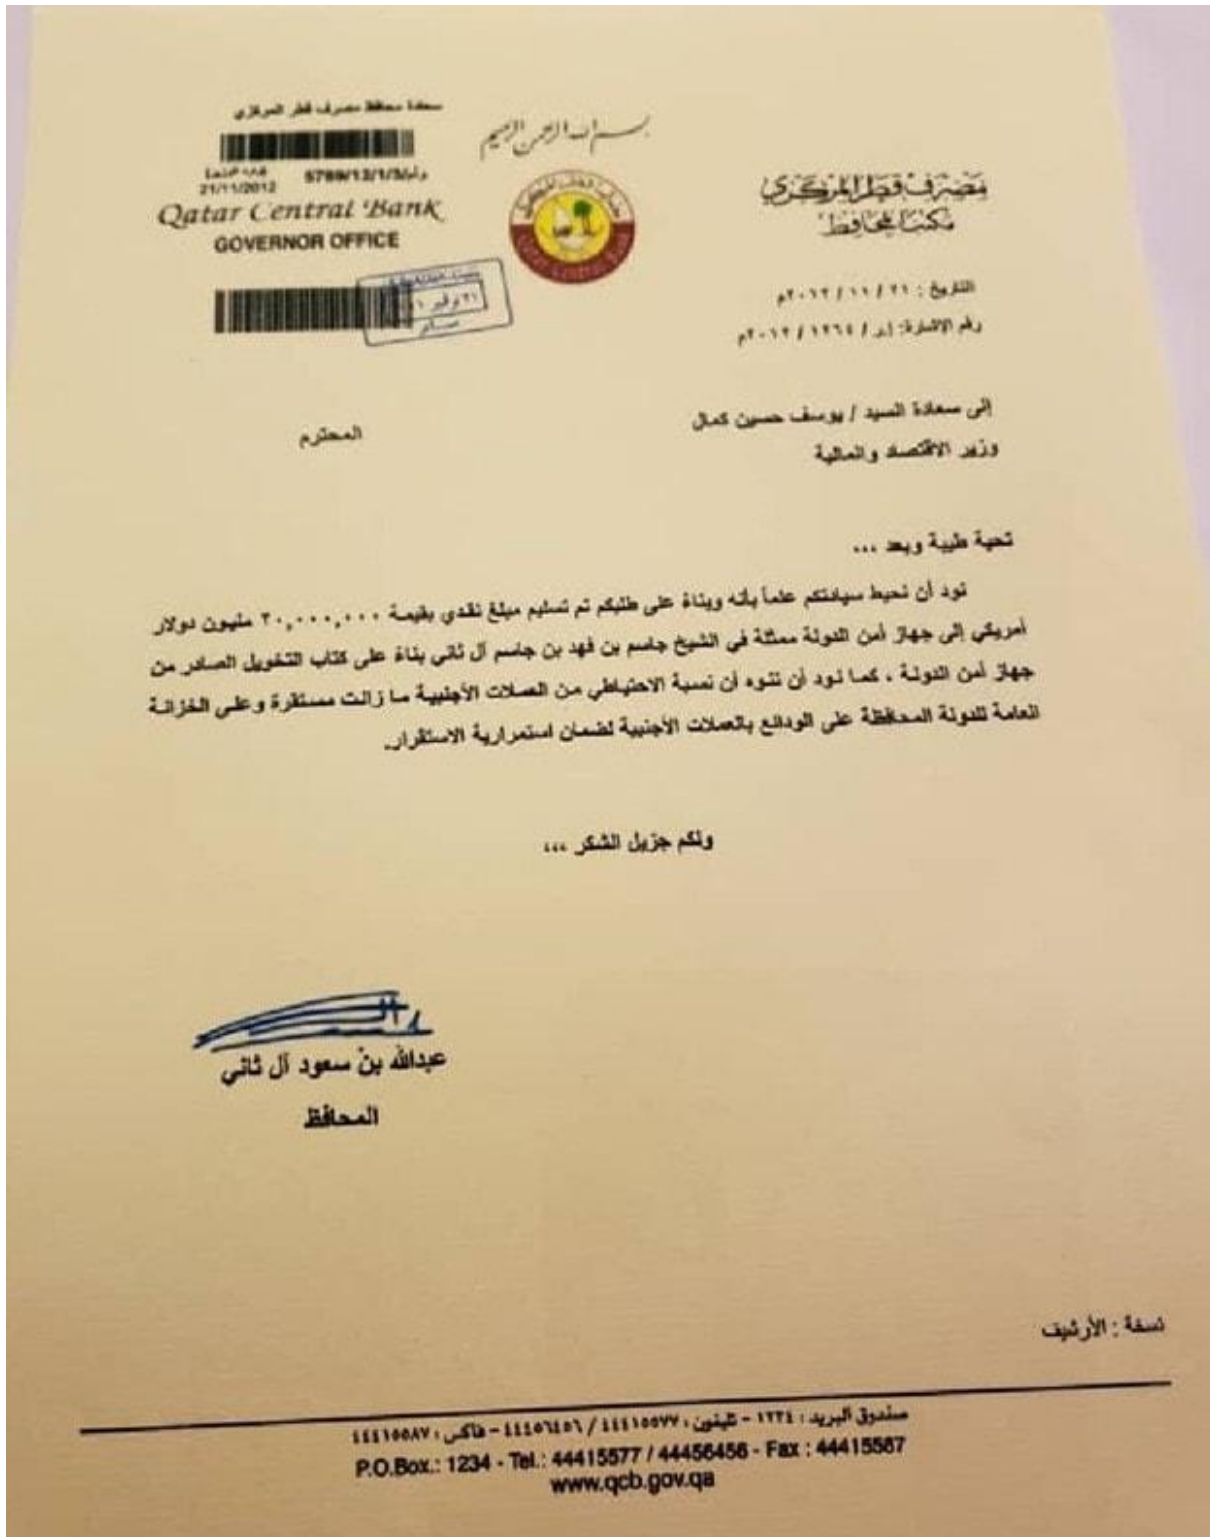 سعادة محافظ مصرف قطر المركزي
21/11/2012
Qatar Central Bank
GOVERNOR OFFICE
بسم الله الرحمن الرحيم
مصرف قطر المركزي
مكتب المحافظ
التاريخ : ٢١ / ١١ / ٢٠١٢م
رقم الإشارة: إ.ر / ١٢٦٤ / ٢٠١٢م
إلى سعادة السيد / يوسف حسين كمال
المحترم
وزير الاقتصاد والمالية
تحية طيبة وبعد ...
نود أن نحيط سيادتكم علماً بأنه وبناءً على طلبكم تم تسليم مبلغ نقدي بقيمة ٢٠,٠٠٠,٠٠٠ مليون دولار
أمريكي إلى جهاز أمن الدولة ممثلة في الشيخ جاسم بن فهد بن جاسم آل ثاني بناءً على كتاب التخويل الصادر من
جهاز أمن الدولة ، كما نود أن ننوه أن نسبة الاحتياطي من العملات الأجنبية ما زالت مستقرة وعلى الخزانة
العامة للدولة المحافظة على الودائع بالعملات الأجنبية لضمان استمرارية الاستقرار.
ولكم جزيل الشكر ،،،
عبدالله بن سعود آل ثاني
المحافظ
نسخة : الأرشيف
صندوق البريد : ١٢٣٤ - تليفون : ٤٤٤١٥٥٧٧ / ٤٤٤٥٦٤٥٦ - فاكس : ٤٤٤١٥٥٨٧
P.O.Box.: 1234 - Tel.: 44415577 / 44456456 - Fax : 44415587
www.qcb.gov.qa